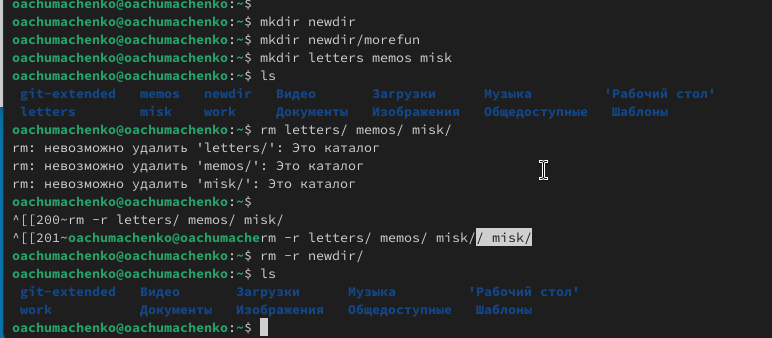 oachumachenko@oachumachenko:~$
oachumachenko@oachumachenko:~$ mkdir newdir
oachumachenko@oachumachenko:~$ mkdir newdir/morefun
oachumachenko@oachumachenko:~$ mkdir letters memos misk
oachumachenko@oachumachenko:~$ ls
git-extended memos newdir Видео Загрузки Музыка 'Рабочий стол'
letters misk work Документы Изображения Общедоступные Шаблоны
oachumachenko@oachumachenko:~$ rm letters/ memos/ misk/
rm: невозможно удалить 'letters/': Это каталог
rm: невозможно удалить 'memos/': Это каталог
rm: невозможно удалить 'misk/': Это каталог
oachumachenko@oachumachenko:~$
^[[200~rm -r letters/ memos/ misk/
^[[201~oachumachenko@oachumacherm -r letters/ memos/ misk// misk/
oachumachenko@oachumachenko:~$ rm -r newdir/
oachumachenko@oachumachenko:~$ ls
git-extended Видео Загрузки Музыка 'Рабочий стол'
work Документы Изображения Общедоступные Шаблоны
oachumachenko@oachumachenko:~$